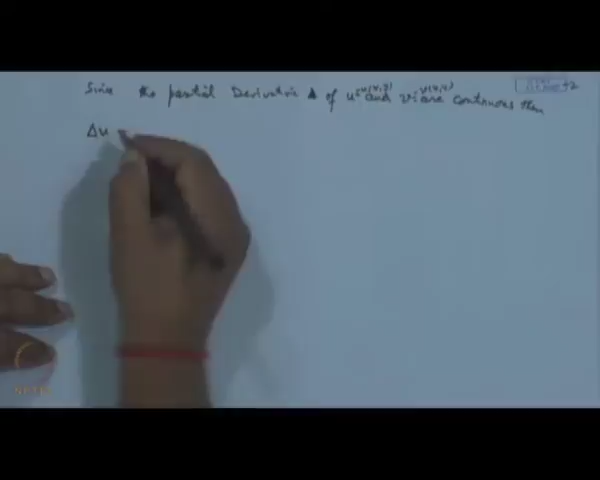 Since the partial Derivative of u(x,y) and v(x,y) are continuous then
Δu